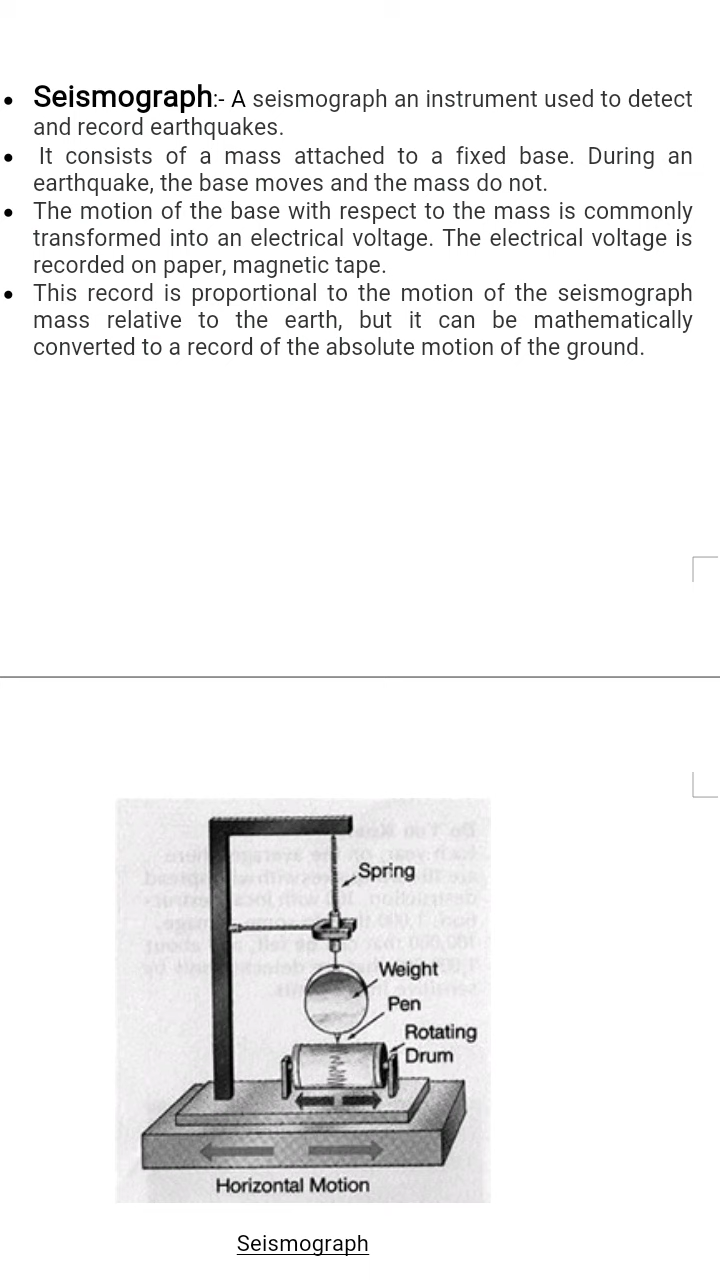 • Seismograph:- A seismograph an instrument used to detect
and record earthquakes.
• It consists of a mass attached to a fixed base. During an
earthquake, the base moves and the mass do not.
• The motion of the base with respect to the mass is commonly
transformed into an electrical voltage. The electrical voltage is
recorded on paper, magnetic tape.
• This record is proportional to the motion of the seismograph
mass relative to the earth, but it can be mathematically
converted to a record of the absolute motion of the ground.
Spring
Weight
Pen
Rotating
Drum
Horizontal Motion
Seismograph